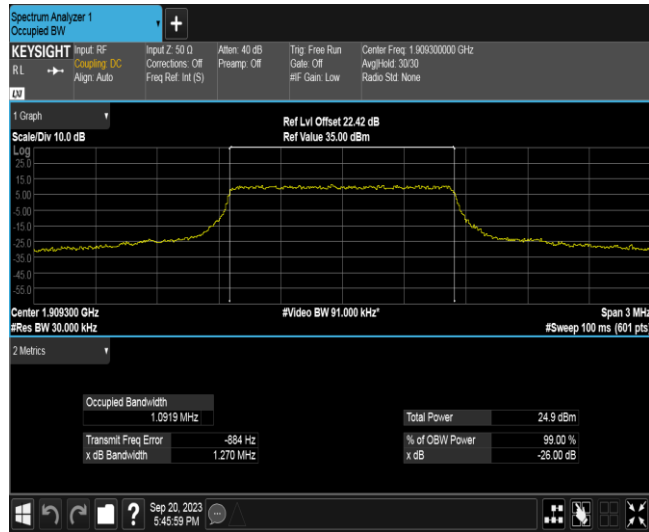 Spectrum Analyzer 1
Occupied BW
+
KEYSIGHT
RL
LXI
Input: RF
Coupling: DC
Align: Auto
Input Z: 50 Ω
Corrections: Off
Freq Ref: Int (S)
Atten: 40 dB
Preamp: Off
Trig: Free Run
Gate: Off
#IF Gain: Low
Center Freq: 1.909300000 GHz
Avg|Hold: 30/30
Radio Std: None
1 Graph
Scale/Div 10.0 dB
Ref Lvl Offset 22.42 dB
Ref Value 35.00 dBm
Log
25.0
15.0
5.00
-5.00
-15.0
-25.0
-35.0
-45.0
-55.0
Center 1.909300 GHz
#Video BW 91.000 kHz*
Span 3 MHz
#Res BW 30.000 kHz
#Sweep 100 ms (601 pts)
2 Metrics
Occupied Bandwidth
1.0919 MHz
Total Power 24.9 dBm
Transmit Freq Error -884 Hz
% of OBW Power 99.00 %
x dB Bandwidth 1.270 MHz
x dB -26.00 dB
?
Sep 20, 2023
5:45:59 PM